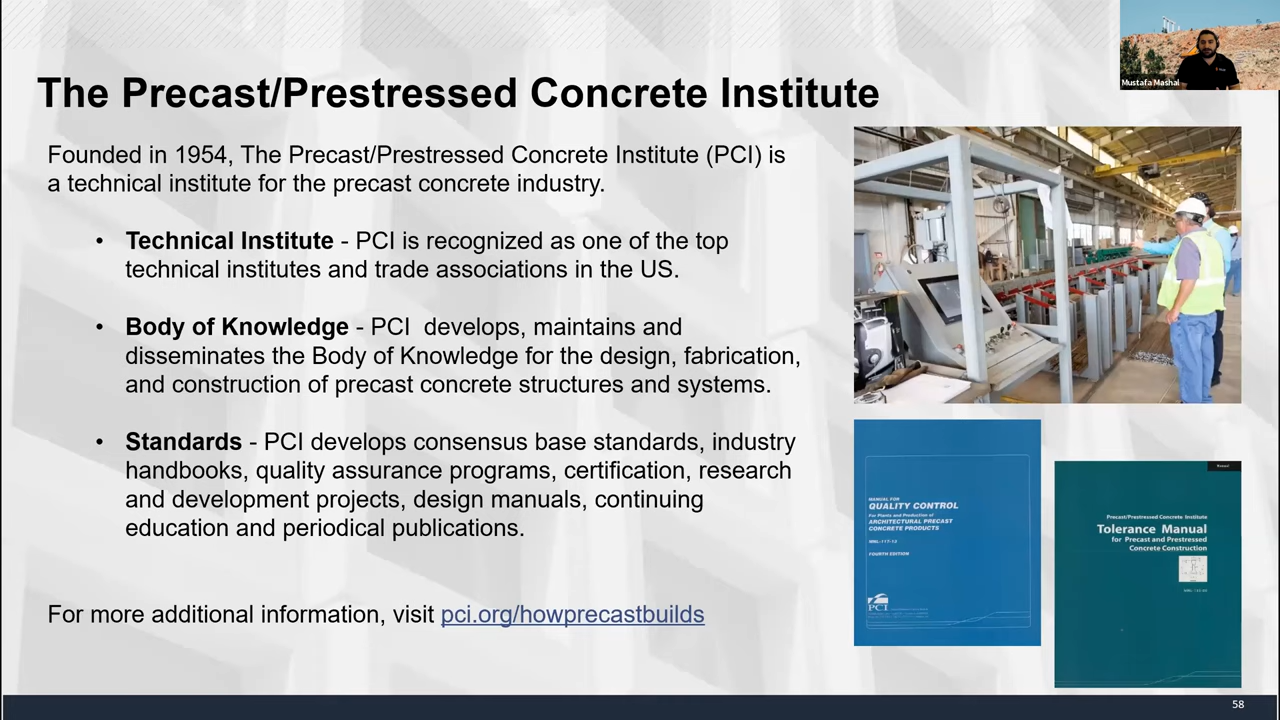 Mustafa Mashal
The Precast/Prestressed Concrete Institute
Founded in 1954, The Precast/Prestressed Concrete Institute (PCI) is
a technical institute for the precast concrete industry.
• Technical Institute - PCI is recognized as one of the top
technical institutes and trade associations in the US.
• Body of Knowledge - PCI  develops, maintains and
disseminates the Body of Knowledge for the design, fabrication,
and construction of precast concrete structures and systems.
• Standards - PCI develops consensus base standards, industry
handbooks, quality assurance programs, certification, research
and development projects, design manuals, continuing
education and periodical publications.
For more additional information, visit pci.org/howprecastbuilds
MANUAL FOR
QUALITY CONTROL
For Plants and Production of
ARCHITECTURAL PRECAST
CONCRETE PRODUCTS
MNL-117-13
FOURTH EDITION
PCI
Manual
Precast/Prestressed Concrete Institute
Tolerance Manual
for Precast and Prestressed
Concrete Construction
58